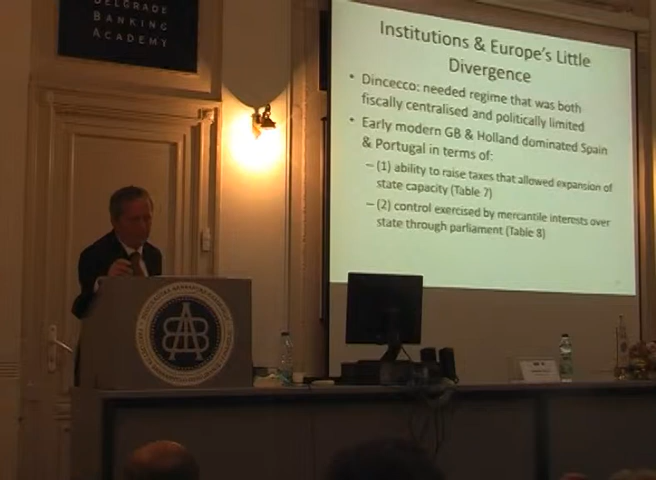 BELGRADE
BANKING
ACADEMY
Institutions & Europe's Little
Divergence
• Dincecco: needed regime that was both
fiscally centralised and politically limited
• Early modern GB & Holland dominated Spain
& Portugal in terms of:
– (1) ability to raise taxes that allowed expansion of
state capacity (Table 7)
– (2) control exercised by mercantile interests over
state through parliament (Table 8)